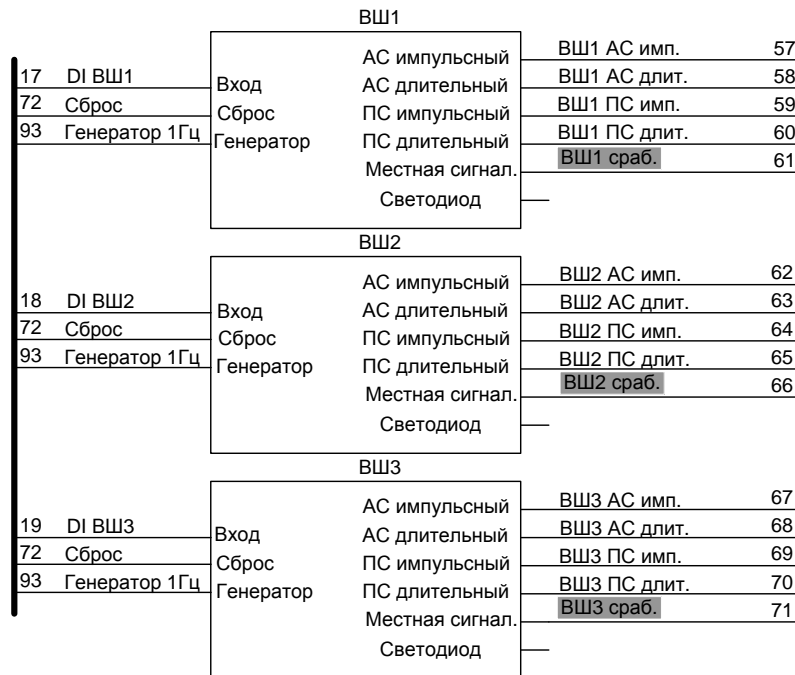 ВШ1
17 DI ВШ1
72 Сброс
93 Генератор 1Гц
Вход
Сброс
Генератор
АС импульсный
АС длительный
ПС импульсный
ПС длительный
Местная сигнал.
Светодиод
ВШ1 АС имп. 57
ВШ1 АС длит. 58
ВШ1 ПС имп. 59
ВШ1 ПС длит. 60
ВШ1 сраб. 61
ВШ2
18 DI ВШ2
72 Сброс
93 Генератор 1Гц
Вход
Сброс
Генератор
АС импульсный
АС длительный
ПС импульсный
ПС длительный
Местная сигнал.
Светодиод
ВШ2 АС имп. 62
ВШ2 АС длит. 63
ВШ2 ПС имп. 64
ВШ2 ПС длит. 65
ВШ2 сраб. 66
ВШ3
19 DI ВШ3
72 Сброс
93 Генератор 1Гц
Вход
Сброс
Генератор
АС импульсный
АС длительный
ПС импульсный
ПС длительный
Местная сигнал.
Светодиод
ВШ3 АС имп. 67
ВШ3 АС длит. 68
ВШ3 ПС имп. 69
ВШ3 ПС длит. 70
ВШ3 сраб. 71